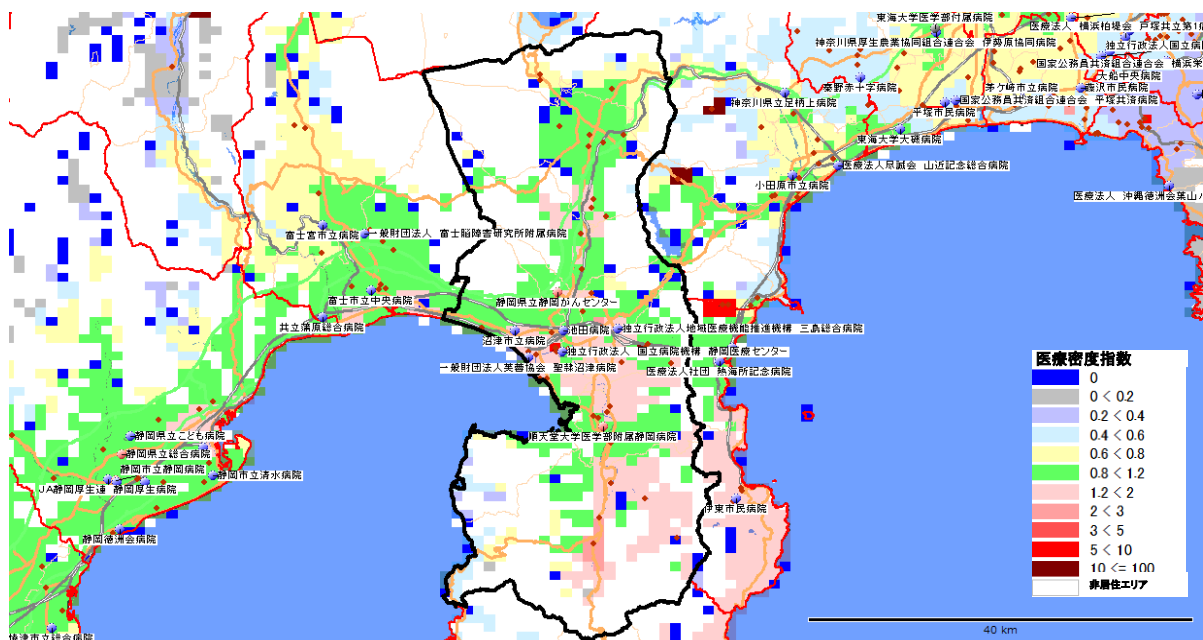 東海大学医学部付属病院
医療法人 横浜柏堤会 戸塚共立第1
神奈川県厚生農業協同組合連合会 伊勢原協同病院
独立行政法人国立病
国家公務員共済組合連合会 横浜栄
大船中央病院
秦野赤十字病院
茅ケ崎市立病院
藤沢市民病院
神奈川県立足柄上病院
国家公務員共済組合連合会 平塚共済病院
平塚市民病院
東海大学大磯病院
医療法人尽誠会 山近記念総合病院
小田原市立病院
医療法人 沖縄徳洲会葉山ハ
富士宮市立病院
一般財団法人 富士脳障害研究所附属病院
富士市立中央病院
静岡県立静岡がんセンター
共立蒲原総合病院
沼津市立病院
池田病院
独立行政法人地域医療機能推進機構 三島総合病院
独立行政法人 国立病院機構 静岡医療センター
一般財団法人芙蓉協会 聖隷沼津病院
医療法人社団 熱海所記念病院
医療密度指数
0
0 < 0.2
0.2 < 0.4
0.4 < 0.6
0.6 < 0.8
0.8 < 1.2
1.2 < 2
2 < 3
3 < 5
5 < 10
10 <= 100
非居住エリア
静岡県立こども病院
順天堂大学医学部附属静岡病院
静岡県立総合病院
静岡市立静岡病院
静岡市立清水病院
JA静岡厚生連 静岡厚生病院
伊東市民病院
静岡徳洲会病院
焼津市立総合病院
40 km